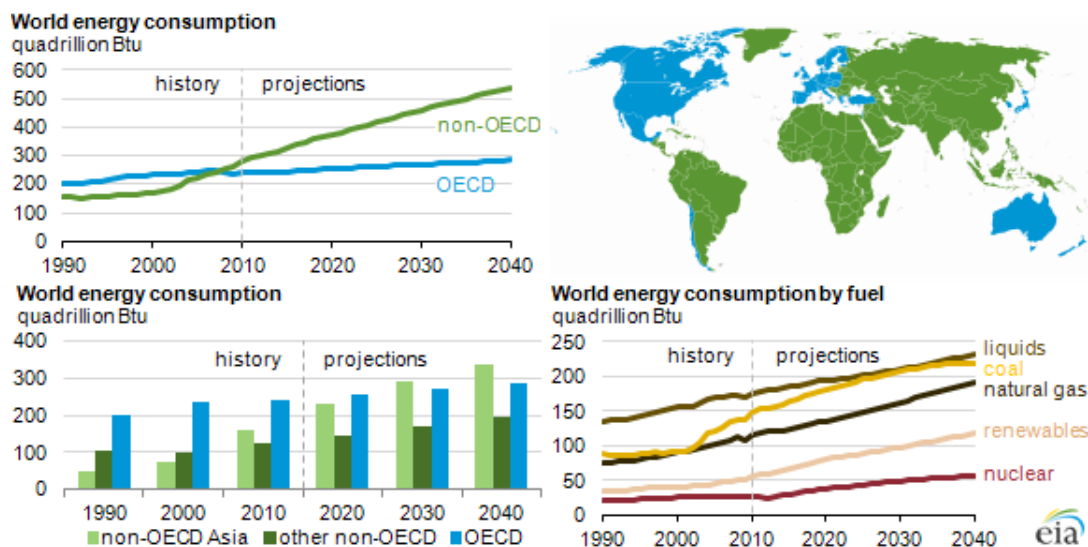 World energy consumption
quadrillion Btu
600
500
400
300
200
100
0
history
projections
non-OECD
OECD
1990 2000 2010 2020 2030 2040
World energy consumption
quadrillion Btu
400
300
200
100
0
history
projections
1990 2000 2010 2020 2030 2040
non-OECD Asia other non-OECD OECD
World energy consumption by fuel
quadrillion Btu
250
200
150
100
50
0
history
projections
liquids
coal
natural gas
renewables
nuclear
1990 2000 2010 2020 2030 2040
eia